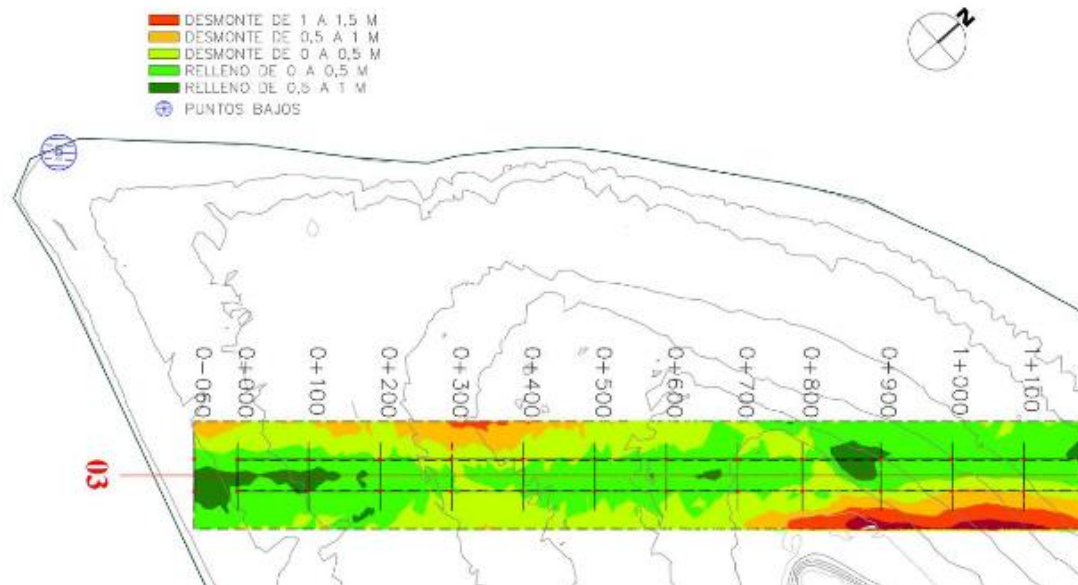 DESMONTE DE 1 A 1,5 M
DESMONTE DE 0,5 A 1 M
DESMONTE DE 0 A 0,5 M
RELLENO DE 0 A 0,5 M
RELLENO DE 0,5 A 1 M
PUNTOS BAJOS
N
5
0-060
0+000
0+100
0+200
0+300
0+400
0+500
0+600
0+700
0+800
0+900
1+000
1+100
03